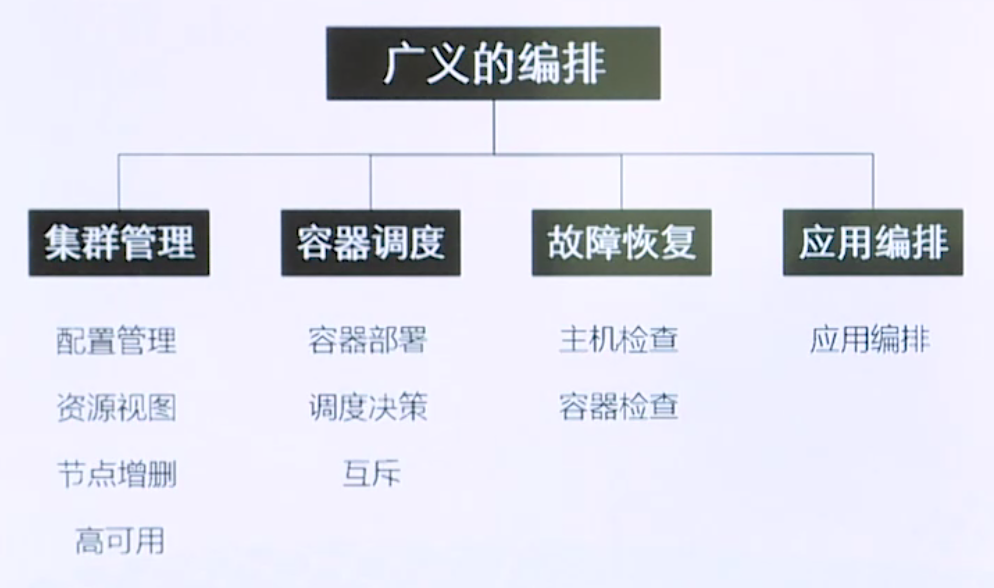 广义的编排
集群管理
容器调度
故障恢复
应用编排
配置管理
容器部署
主机检查
应用编排
资源视图
调度决策
容器检查
节点增删
互斥
高可用